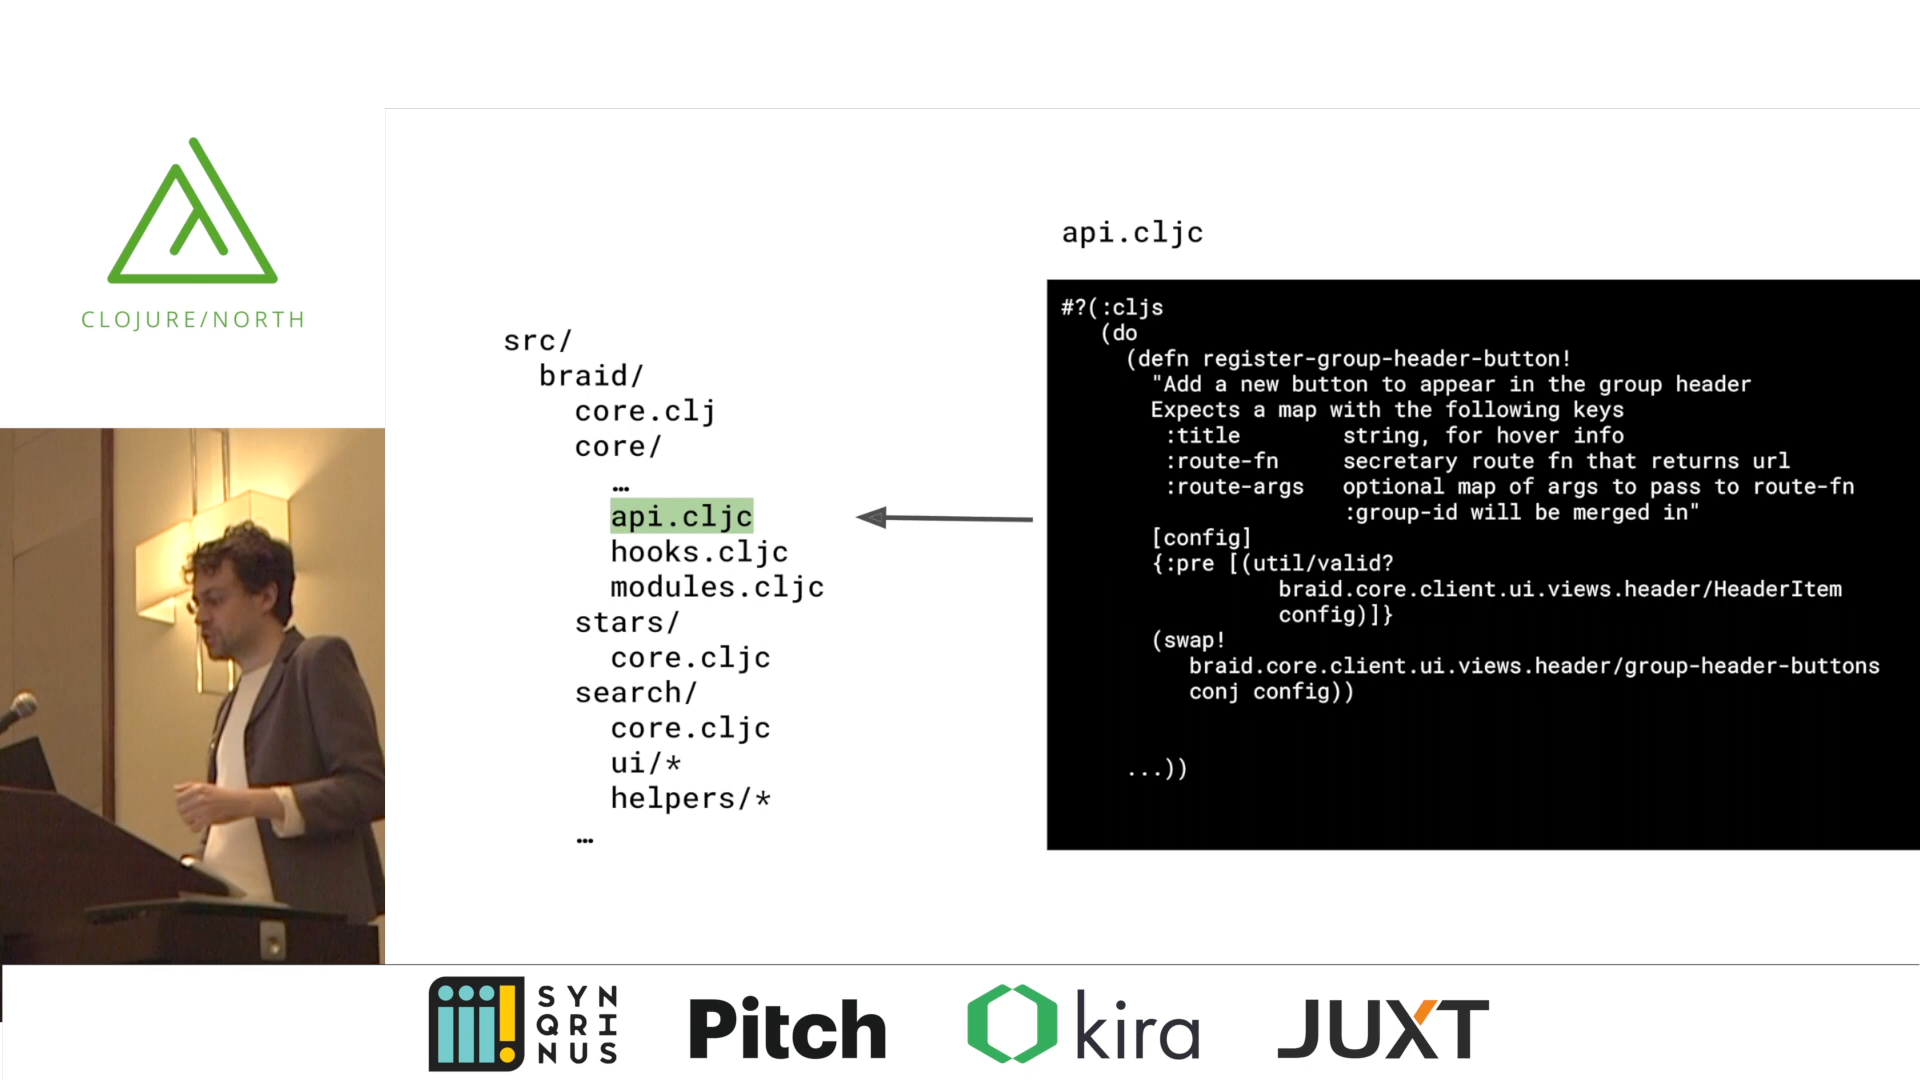 CLOJURE/NORTH
src/
braid/
core.clj
core/
…
api.cljc
hooks.cljc
modules.cljc
stars/
core.cljc
search/
core.cljc
ui/*
helpers/*
…
api.cljc
#?(:cljs
(do
(defn register-group-header-button!
"Add a new button to appear in the group header
Expects a map with the following keys
:title string, for hover info
:route-fn secretary route fn that returns url
:route-args optional map of args to pass to route-fn
:group-id will be merged in"
[config]
{:pre [(util/valid?
braid.core.client.ui.views.header/HeaderItem
config)]}
(swap!
braid.core.client.ui.views.header/group-header-buttons
conj config))
...))
SYN
QRI
NUS
Pitch
kira
JUXT